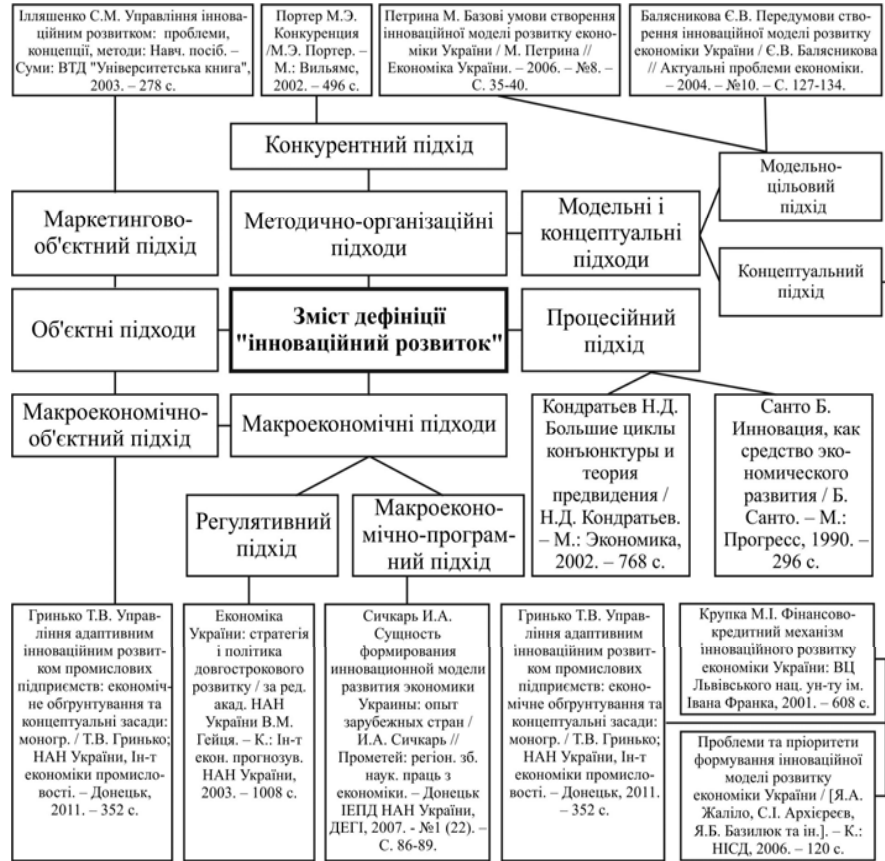 Ілляшенко С.М. Управління іннова-
ційним розвитком:  проблеми,
концепції, методи: Навч. посіб. –
Суми: ВТД "Університетська книга",
2003. – 278 с.
Портер М.Э.
Конкуренция
/М.Э. Портер. –
М.: Вильямс,
2002. – 496 с.
Петрина М. Базові умови створення
інноваційної моделі розвитку еконо-
міки України / М. Петрина //
Економіка України. – 2006. – №8. –
С. 35-40.
Балясникова Є.В. Передумови ство-
рення інноваційної моделі розвитку
економіки України / Є.В. Балясникова
// Актуальні проблеми економіки.
– 2004. – №10. – С. 127-134.
Конкурентний підхід
Маркетингово-
об'єктний підхід
Методично-організаційні
підходи
Модельні і
концептуальні
підходи
Модельно-
цільовий
підхід
Концептуальний
підхід
Об'єктні підходи
Зміст дефініції
"інноваційний розвиток"
Процесійний
підхід
Макроекономічно-
об'єктний підхід
Макроекономічні підходи
Кондратьев Н.Д.
Большие циклы
конъюнктуры и
теория
предвидения /
Н.Д. Кондратьев.
– М.: Экономика,
2002. – 768 с.
Санто Б.
Инновация, как
средство эко-
номического
развития / Б.
Санто. – М.:
Прогресс, 1990. –
296 с.
Регулятивний
підхід
Макроеконо-
мічно-програм-
ний підхід
Гринько Т.В. Управ-
ління адаптивним
інноваційним розвит-
ком промислових
підприємств: економіч-
не обґрунтування та
концептуальні засади:
моногр. / Т.В. Гринько;
НАН України, Ін-т
економіки промисло-
вості. – Донецьк,
2011. – 352 с.
Економіка
України: стратегія
і політика
довгострокового
розвитку / за ред.
акад. НАН
України В.М.
Гейця. – К.: Ін-т
екон. прогнозув.
НАН України,
2003. – 1008 с.
Сичкарь И.А.
Сущность
формирования
инновационной модели
развития экономики
Украины: опыт
зарубежных стран /
И.А. Сичкарь //
Прометей: регіон. зб.
наук. праць з
економіки. – Донецьк
ІЕПД НАН України,
ДЕГІ, 2007. - №1 (22). –
С. 86-89.
Гринько Т.В. Управ-
ління адаптивним
інноваційним розвит-
ком промислових
підприємств: еконо-
мічне обґрунтування та
концептуальні засади:
моногр. / Т.В. Гринько;
НАН України, Ін-т
економіки промисло-
вості. – Донецьк, 2011.
– 352 с.
Крупка М.І. Фінансово-
кредитний механізм
інноваційного розвитку
економіки України: ВЦ
Львівського нац. ун-ту ім.
Івана Франка, 2001. – 608 с.
Проблеми та пріоритети
формування інноваційної
моделі розвитку
економіки України / [Я.А.
Жаліло, С.І. Архієреєв,
Я.Б. Базилюк та ін.]. – К.:
НІСД, 2006. – 120 с.